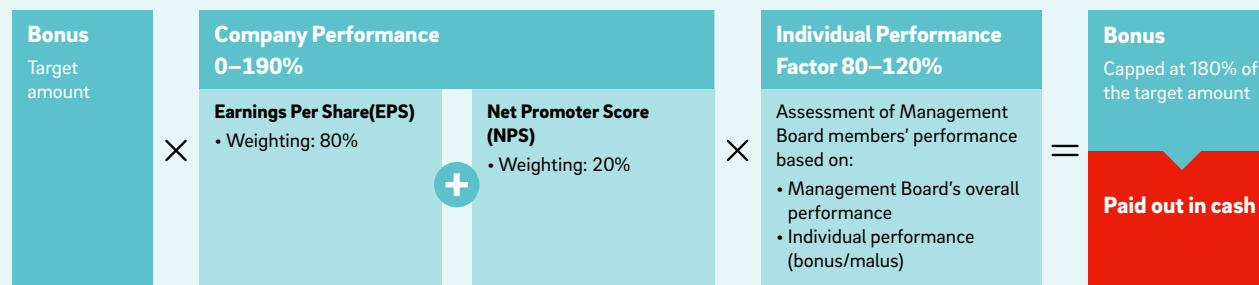 Bonus
Target
amount
×
Company Performance
0–190%
Earnings Per Share(EPS)
• Weighting: 80%
+
Net Promoter Score
(NPS)
• Weighting: 20%
×
Individual Performance
Factor 80–120%
Assessment of Management
Board members’ performance
based on:
• Management Board’s overall
performance
• Individual performance
(bonus/malus)
=
Bonus
Capped at 180% of
the target amount
Paid out in cash